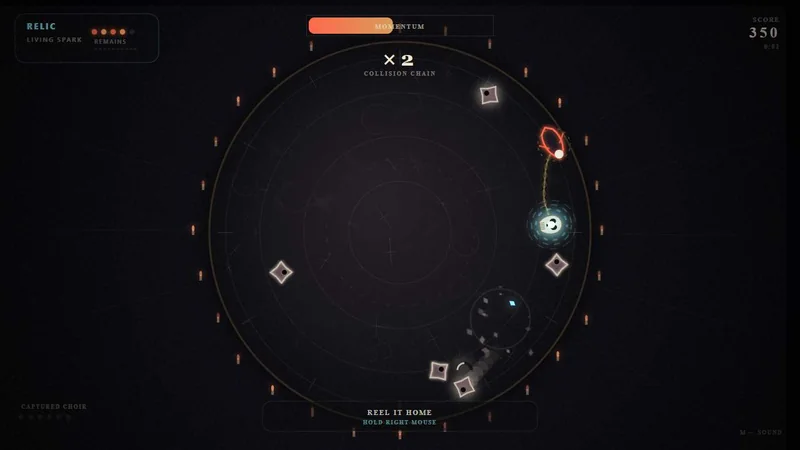 RELIC
LIVING SPARK
REMAINS
MOMENTUM
× 2
COLLISION CHAIN
SCORE
350
REEL IT HOME
HOLD RIGHT MOUSE
CAPTURED CHOIR
M — SOUND